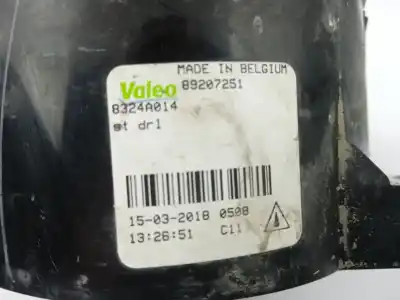 MADE IN BELGIUM
Valeo 89207251
8324A014
st drl
15-03-2018 0508
13:26:51 C11